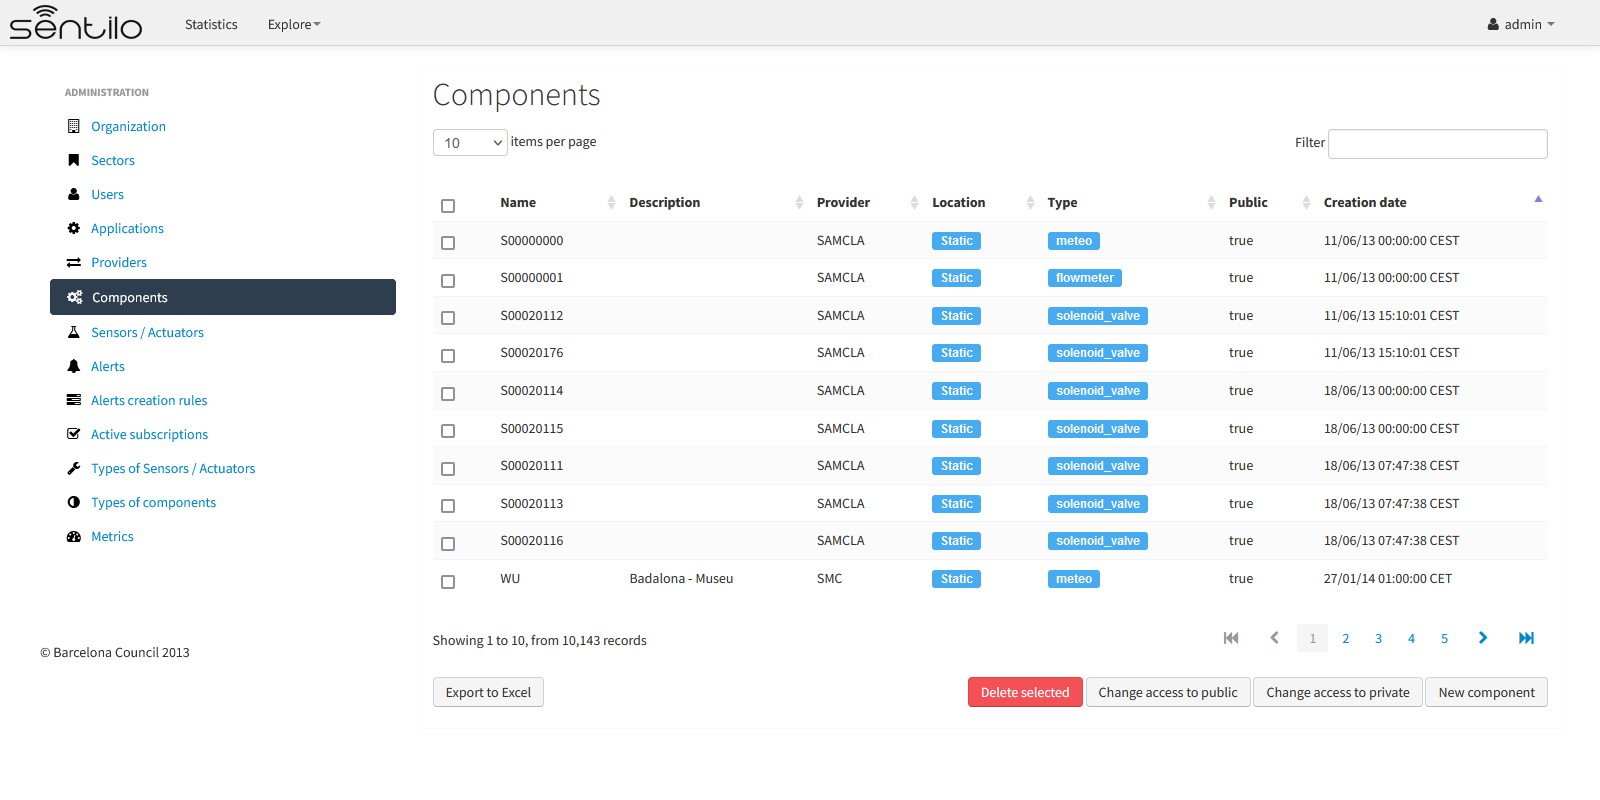 sentilo
Statistics
Explore
admin
ADMINISTRATION
Organization
Sectors
Users
Applications
Providers
Components
Sensors / Actuators
Alerts
Alerts creation rules
Active subscriptions
Types of Sensors / Actuators
Types of components
Metrics
© Barcelona Council 2013
Components
10 items per page
Filter
Name Description Provider Location Type Public Creation date
S00000000 SAMCLA Static meteo true 11/06/13 00:00:00 CEST
S00000001 SAMCLA Static flowmeter true 11/06/13 00:00:00 CEST
S00020112 SAMCLA Static solenoid_valve true 11/06/13 15:10:01 CEST
S00020176 SAMCLA Static solenoid_valve true 11/06/13 15:10:01 CEST
S00020114 SAMCLA Static solenoid_valve true 18/06/13 00:00:00 CEST
S00020115 SAMCLA Static solenoid_valve true 18/06/13 00:00:00 CEST
S00020111 SAMCLA Static solenoid_valve true 18/06/13 07:47:38 CEST
S00020113 SAMCLA Static solenoid_valve true 18/06/13 07:47:38 CEST
S00020116 SAMCLA Static solenoid_valve true 18/06/13 07:47:38 CEST
WU Badalona - Museu SMC Static meteo true 27/01/14 01:00:00 CET
Showing 1 to 10, from 10,143 records
1 2 3 4 5
Export to Excel
Delete selected
Change access to public
Change access to private
New component